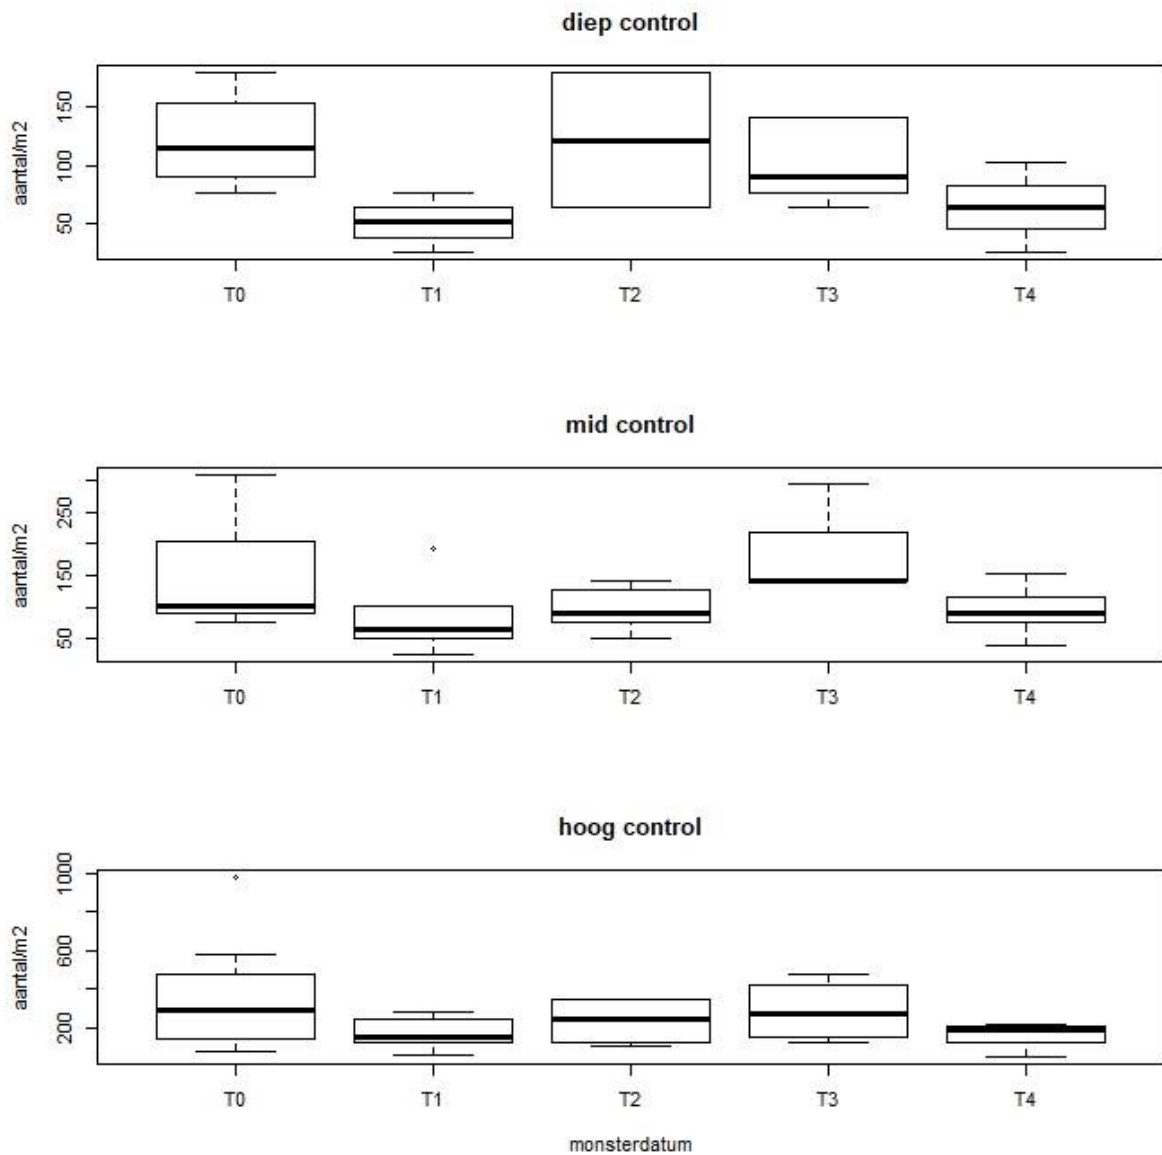 diep control
aantal/m2
150
100
50
T0 T1 T2 T3 T4
mid control
aantal/m2
250
150
50
T0 T1 T2 T3 T4
hoog control
aantal/m2
1000
600
200
T0 T1 T2 T3 T4
monsterdatum